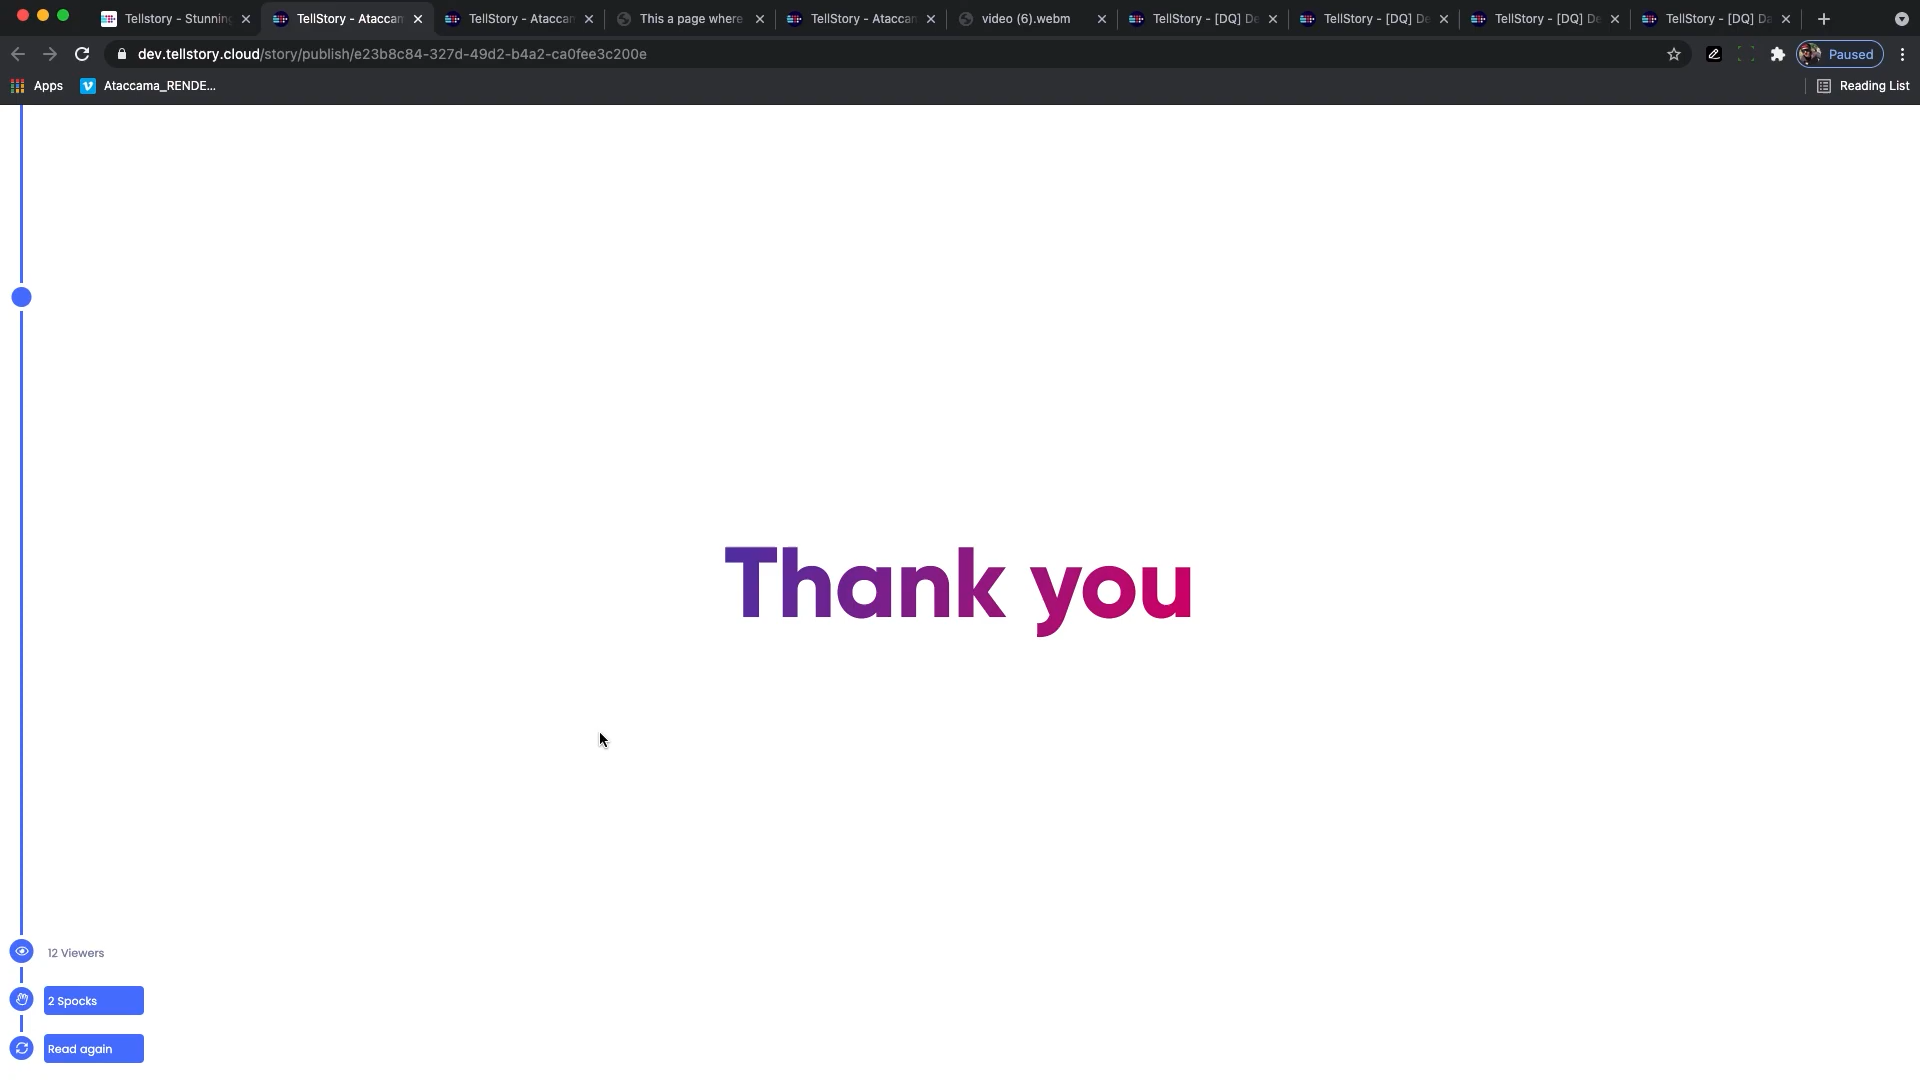 Tellstory - Stunning
TellStory - Ataccam
TellStory - Ataccam
This a page where
TellStory - Ataccam
video (6).webm
TellStory - [DQ] De
TellStory - [DQ] De
TellStory - [DQ] De
TellStory - [DQ] Da
dev.tellstory.cloud/story/publish/e23b8c84-327d-49d2-b4a2-ca0fee3c200e
Paused
Apps
Ataccama_RENDE...
Reading List
Thank you
12 Viewers
2 Spocks
Read again